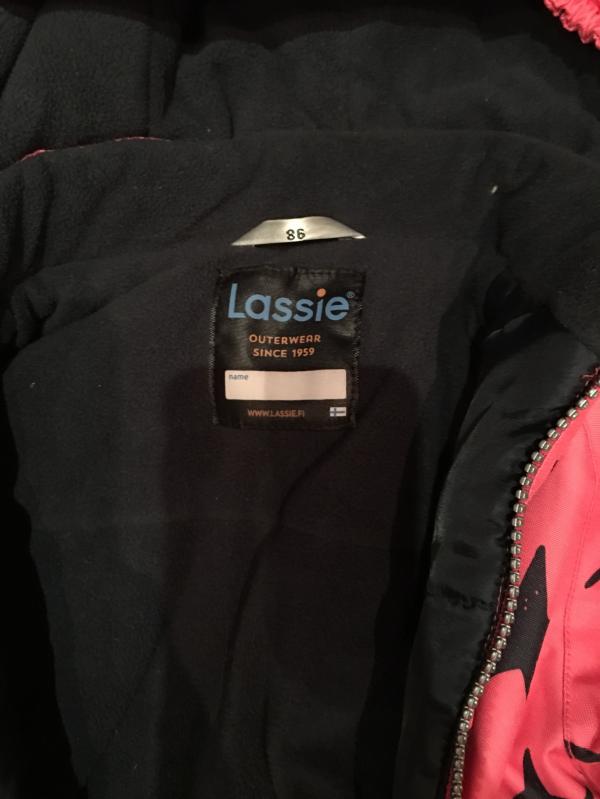 86
Lassie®
OUTERWEAR
SINCE 1959
name
WWW.LASSIE.FI